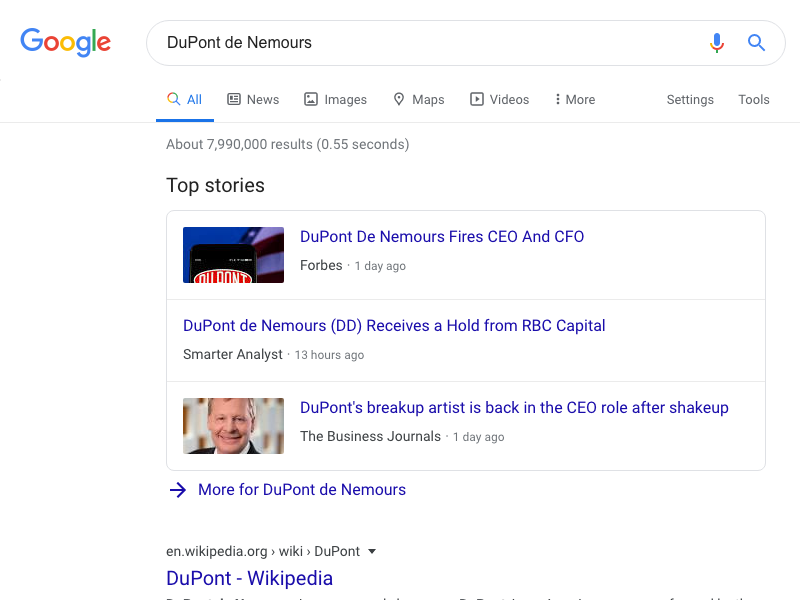 Google
DuPont de Nemours
All News Images Maps Videos More Settings Tools
About 7,990,000 results (0.55 seconds)
Top stories
DUPONT
DuPont De Nemours Fires CEO And CFO
Forbes · 1 day ago
DuPont de Nemours (DD) Receives a Hold from RBC Capital
Smarter Analyst · 13 hours ago
DuPont's breakup artist is back in the CEO role after shakeup
The Business Journals · 1 day ago
More for DuPont de Nemours
en.wikipedia.org › wiki › DuPont
DuPont - Wikipedia